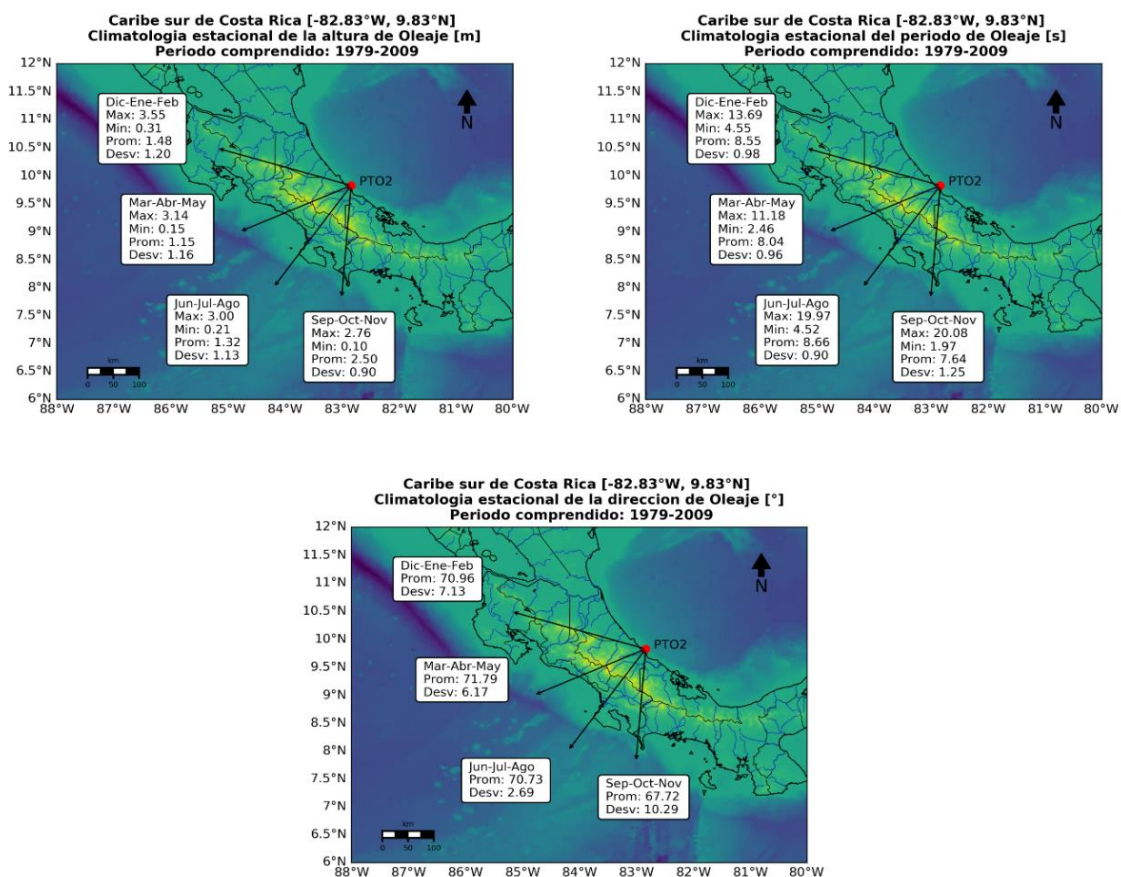 Caribe sur de Costa Rica [-82.83°W, 9.83°N]
Climatologia estacional de la altura de Oleaje [m]
Periodo comprendido: 1979-2009
12°N
11.5°N
11°N
10.5°N
10°N
9.5°N
9°N
8.5°N
8°N
7.5°N
7°N
6.5°N
6°N
88°W
87°W
86°W
85°W
84°W
83°W
82°W
81°W
80°W
Dic-Ene-Feb
Max: 3.55
Min: 0.31
Prom: 1.48
Desv: 1.20
Mar-Abr-May
Max: 3.14
Min: 0.15
Prom: 1.15
Desv: 1.16
Jun-Jul-Ago
Max: 3.00
Min: 0.21
Prom: 1.32
Desv: 1.13
Sep-Oct-Nov
Max: 2.76
Min: 0.10
Prom: 2.50
Desv: 0.90
PTO2
N
km
0 50 100
Caribe sur de Costa Rica [-82.83°W, 9.83°N]
Climatologia estacional del periodo de Oleaje [s]
Periodo comprendido: 1979-2009
12°N
11.5°N
11°N
10.5°N
10°N
9.5°N
9°N
8.5°N
8°N
7.5°N
7°N
6.5°N
6°N
88°W
87°W
86°W
85°W
84°W
83°W
82°W
81°W
80°W
Dic-Ene-Feb
Max: 13.69
Min: 4.55
Prom: 8.55
Desv: 0.98
Mar-Abr-May
Max: 11.18
Min: 2.46
Prom: 8.04
Desv: 0.96
Jun-Jul-Ago
Max: 19.97
Min: 4.52
Prom: 8.66
Desv: 0.90
Sep-Oct-Nov
Max: 20.08
Min: 1.97
Prom: 7.64
Desv: 1.25
PTO2
N
km
0 50 100
Caribe sur de Costa Rica [-82.83°W, 9.83°N]
Climatologia estacional de la direccion de Oleaje [°]
Periodo comprendido: 1979-2009
12°N
11.5°N
11°N
10.5°N
10°N
9.5°N
9°N
8.5°N
8°N
7.5°N
7°N
6.5°N
6°N
88°W
87°W
86°W
85°W
84°W
83°W
82°W
81°W
80°W
Dic-Ene-Feb
Prom: 70.96
Desv: 7.13
Mar-Abr-May
Prom: 71.79
Desv: 6.17
Jun-Jul-Ago
Prom: 70.73
Desv: 2.69
Sep-Oct-Nov
Prom: 67.72
Desv: 10.29
PTO2
N
km
0 50 100